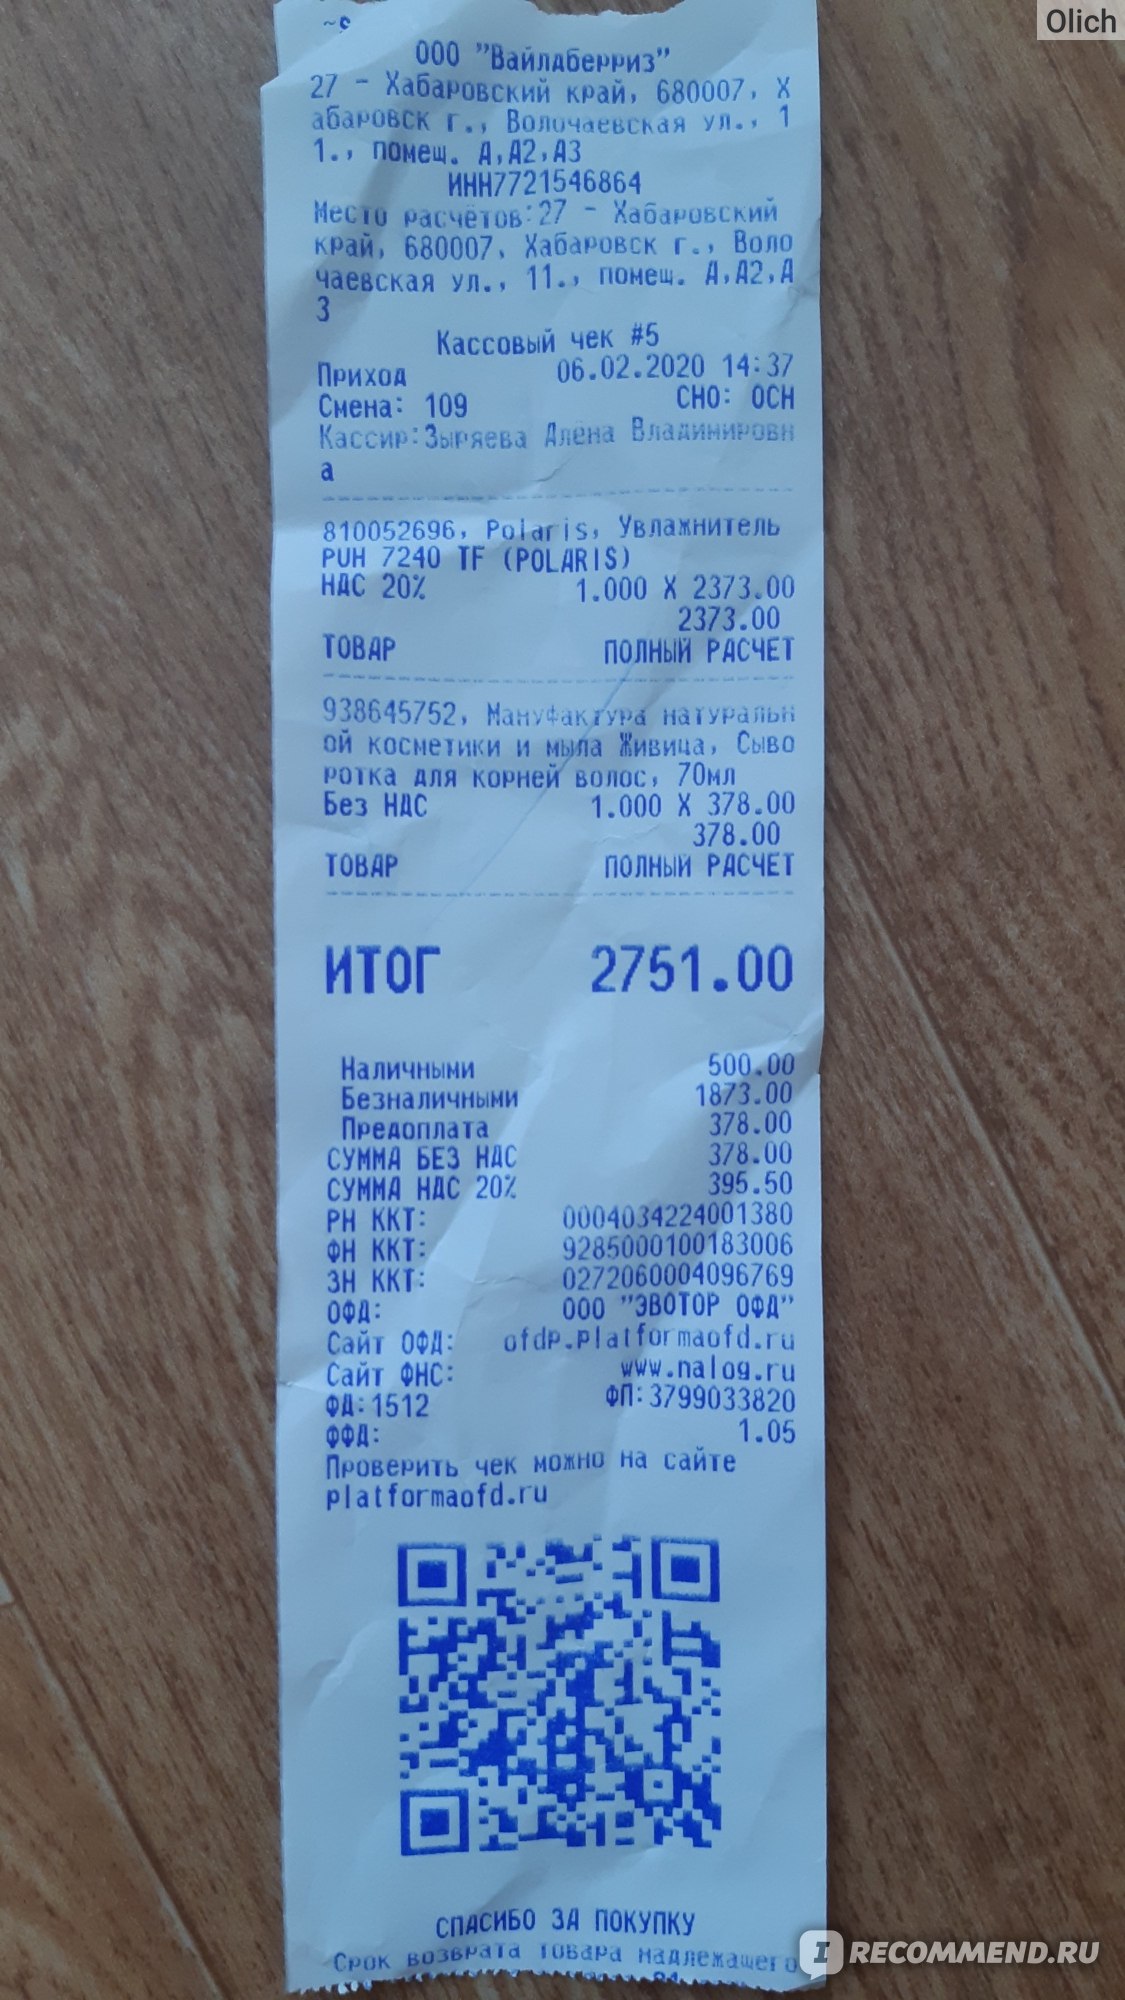 Olich
ООО "Вайлдберриз"
27 - Хабаровский край, 680007, Х
абаровск г., Волочаевская ул., 1
1., помещ. А,А2,А3
ИНН7721546864
Место расчётов:27 - Хабаровский
край, 680007, Хабаровск г., Воло
чаевская ул., 11., помещ. А,А2,А
3
Кассовый чек #5
Приход 06.02.2020 14:37
Смена: 109 СНО: ОСН
Кассир:Зыряева Алёна Владимировн
а
810052696, Polaris, Увлажнитель
PUH 7240 TF (POLARIS)
НДС 20% 1.000 X 2373.00
2373.00
ТОВАР ПОЛНЫЙ РАСЧЕТ
938645752, Мануфактура натуральн
ой косметики и мыла Живица, Сыво
ротка для корней волос, 70мл
Без НДС 1.000 X 378.00
378.00
ТОВАР ПОЛНЫЙ РАСЧЕТ
ИТОГ 2751.00
Наличными 500.00
Безналичными 1873.00
Предоплата 378.00
СУММА БЕЗ НДС 378.00
СУММА НДС 20% 395.50
РН ККТ: 0004034224001380
ФН ККТ: 9285000100183006
ЗН ККТ: 0272060004096769
ОФД: ООО "ЭВОТОР ОФД"
Сайт ОФД: ofdp.platformaofd.ru
Сайт ФНС: www.nalog.ru
ФД:1512 ФП:3799033820
ФФД: 1.05
Проверить чек можно на сайте
platformaofd.ru
СПАСИБО ЗА ПОКУПКУ
Срок возврата товара надлежащего
IRECOMMEND.RU